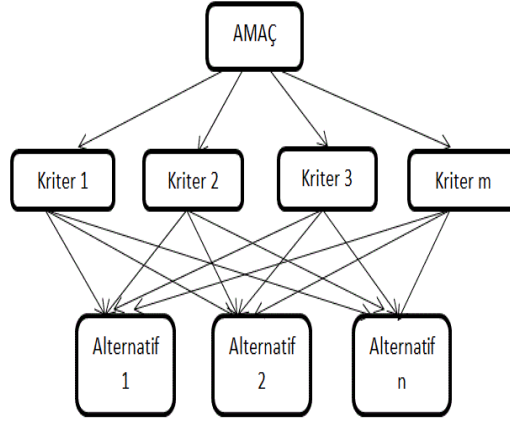 AMAÇ
Kriter 1
Kriter 2
Kriter 3
Kriter m
Alternatif
1
Alternatif
2
Alternatif
n